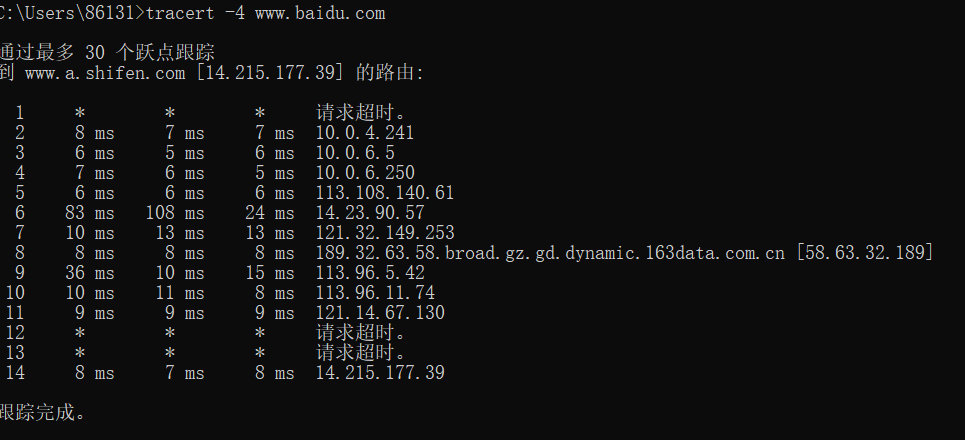 C:\Users\86131>tracert -4 www.baidu.com
通过最多 30 个跃点跟踪
到 www.a.shifen.com [14.215.177.39] 的路由:
1 * * * 请求超时。
2 8 ms 7 ms 7 ms 10.0.4.241
3 6 ms 5 ms 6 ms 10.0.6.5
4 7 ms 6 ms 5 ms 10.0.6.250
5 6 ms 6 ms 6 ms 113.108.140.61
6 83 ms 108 ms 24 ms 14.23.90.57
7 10 ms 13 ms 13 ms 121.32.149.253
8 8 ms 8 ms 8 ms 189.32.63.58.broad.gz.gd.dynamic.163data.com.cn [58.63.32.189]
9 36 ms 10 ms 15 ms 113.96.5.42
10 10 ms 11 ms 8 ms 113.96.11.74
11 9 ms 9 ms 9 ms 121.14.67.130
12 * * * 请求超时。
13 * * * 请求超时。
14 8 ms 7 ms 8 ms 14.215.177.39
跟踪完成。